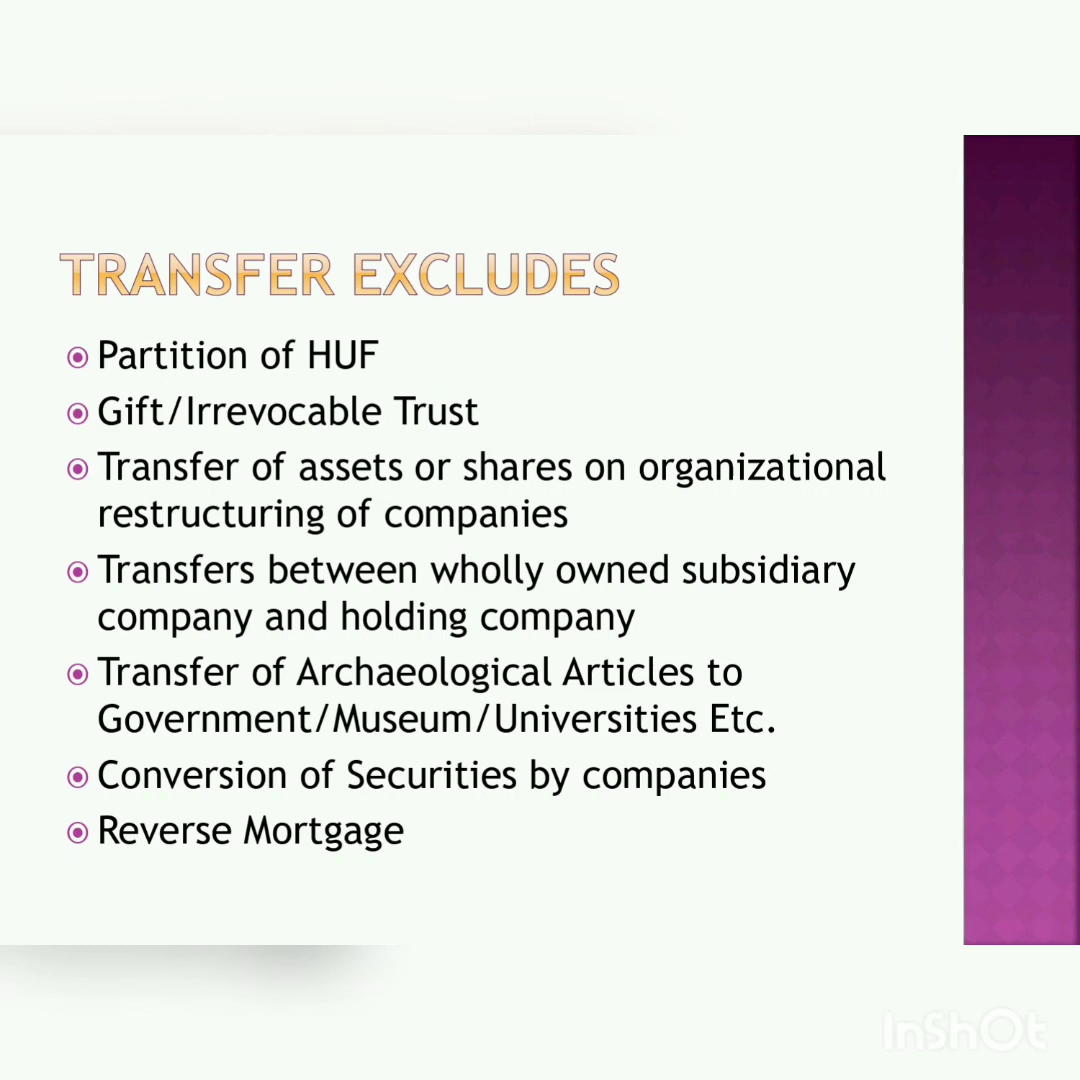 TRANSFER EXCLUDES
Partition of HUF
Gift/Irrevocable Trust
Transfer of assets or shares on organizational
restructuring of companies
Transfers between wholly owned subsidiary
company and holding company
Transfer of Archaeological Articles to
Government/Museum/Universities Etc.
Conversion of Securities by companies
Reverse Mortgage
InShOt